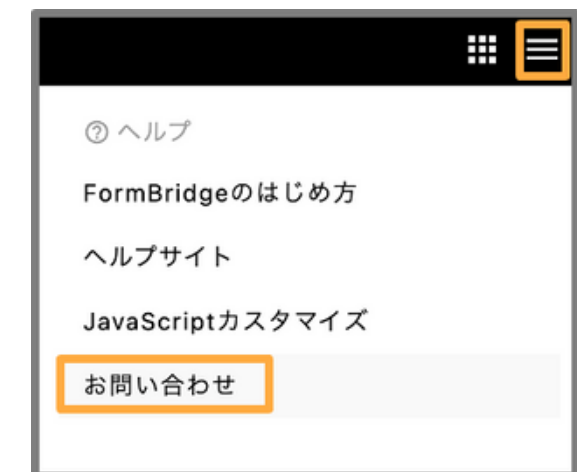 ヘルプ
FormBridgeのはじめ方
ヘルプサイト
JavaScriptカスタマイズ
お問い合わせ